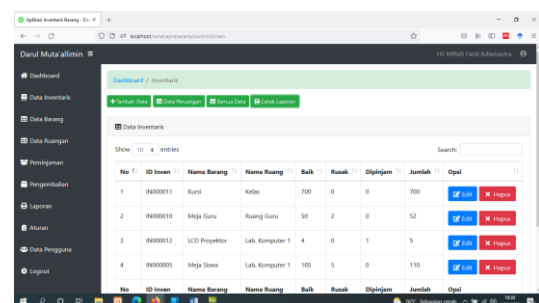 Aplikasi Inventaris Barang - Da
localhost/saranaprasarana/control/inven
Darul Muta'allimin
Hi! Miftah Farid Adiwisastra
Dashboard
Data Inventaris
Data Barang
Data Ruangan
Peminjaman
Pengembalian
Laporan
Aturan
Data Pengguna
Logout
Dashboard / Inventaris
Tambah Data Data Peruangan Semua Data Cetak Laporan
Data Inventaris
Show 10 entries
Search:
No ID Inven Nama Barang Nama Ruang Baik Rusak Dipinjam Jumlah Opsi
1 IN000011 Kursi Kelas 700 0 0 700 Edit Hapus
2 IN000010 Meja Guru Ruang Guru 50 2 0 52 Edit Hapus
3 IN000012 LCD Proyektor Lab. Komputer 1 4 0 1 5 Edit Hapus
4 IN000005 Meja Siswa Lab. Komputer 1 105 5 0 110 Edit Hapus
No ID Inven Nama Barang Nama Ruang Baik Rusak Dipinjam Jumlah Opsi
26°C Sebagian cerah